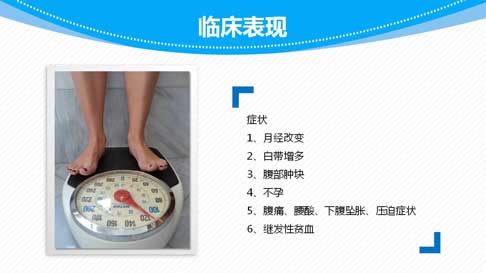 临床表现
症状
1、月经改变
2、白带增多
3、腹部肿块
4、不孕
5、腹痛、腰酸、下腹坠胀、压迫症状
6、继发性贫血